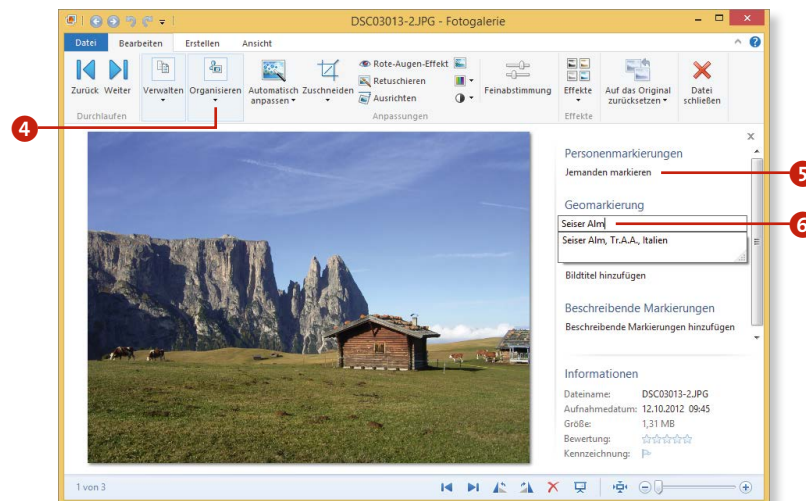 DSC03013-2.JPG - Fotogalerie
Datei Bearbeiten Erstellen Ansicht
Zurück Weiter
Durchlaufen
Verwalten
Organisieren
Automatisch anpassen
Zuschneiden
Rote-Augen-Effekt
Retuschieren
Ausrichten
Anpassungen
Feinabstimmung
Effekte
Effekte
Auf das Original
zurücksetzen
Datei
schließen
4
Personenmarkierungen
Jemanden markieren
5
Geomarkierung
Seiser Alm
6
Seiser Alm, Tr.A.A., Italien
Bildtitel hinzufügen
Beschreibende Markierungen
Beschreibende Markierungen hinzufügen
Informationen
Dateiname: DSC03013-2.JPG
Aufnahmedatum: 12.10.2012 09:45
Größe: 1,31 MB
Bewertung:
Kennzeichnung:
1 von 3